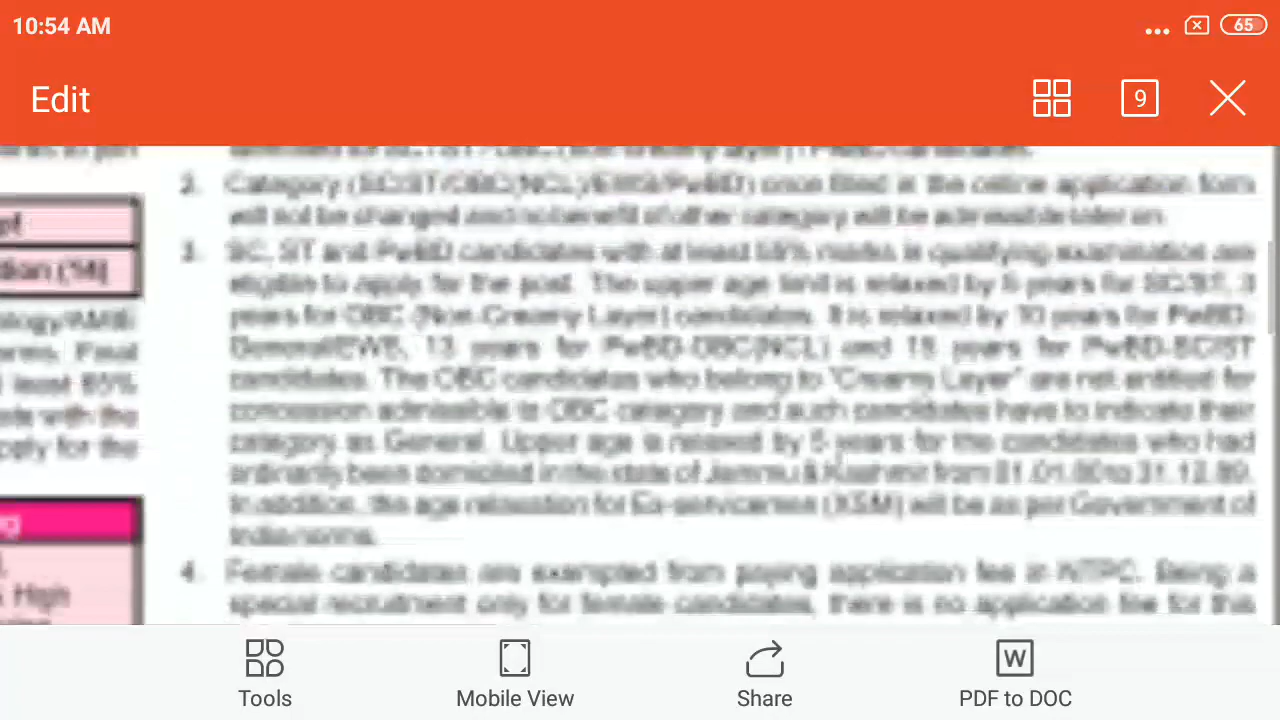 10:54 AM
65
Edit
9
2. Category (SC/ST/OBC(NCL)/EWS/PwBD) once filled in the online application form
will not be changed and no benefit of other category will be admissible later on.
3. SC, ST and PwBD candidates with at least marks in qualifying examination are
eligible to apply for the post. The upper age limit is relaxed by 5 years for SC/ST, 3
years for OBC (Non-Creamy Layer) candidates. It is relaxed by 10 years for PwBD-
General/EWS, 13 years for PwBD-OBC(NCL) and 15 years for PwBD-SC/ST
candidates. The OBC candidates who belong to "Creamy Layer" are not entitled for
concession admissible to OBC category and such candidates have to indicate their
category as General. Upper age is relaxed by 5 years for the candidates who had
ordinarily been domiciled in the state of Jammu & Kashmir from to
In addition, the age relaxation for Ex-servicemen (XSM) will be as per Government of
India norms.
4. Female candidates are exempted from paying application fee in NTPC. Being a
special recruitment only for female candidates, there is no application fee for this
least 65%
with the
apply for the
High
Tools
Mobile View
Share
W
PDF to DOC